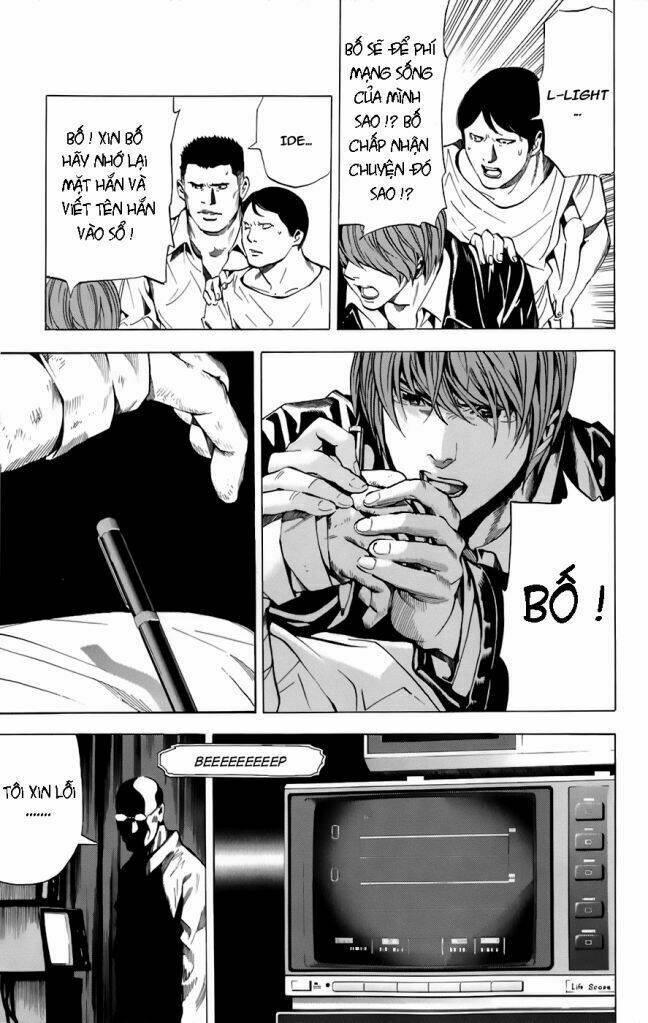 L-LIGHT
...
BỐ SẼ ĐỂ PHÍ
MẠNG SỐNG
CỦA MÌNH
SAO !? BỐ
CHẤP NHẬN
CHUYỆN ĐÓ
SAO !?
IDE...
BỐ ! XIN BỐ
HÃY NHỚ LẠI
MẶT HẮN VÀ
VIẾT TÊN HẮN
VÀO SỔ !
BỐ !
BEEEEEEEEEP
Life Scope
TÔI XIN LỖI
.......